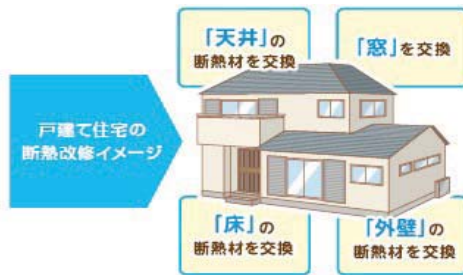 「天井」の
断熱材を交換
「窓」を交換
戸建て住宅の
断熱改修イメージ
「床」の
断熱材を交換
「外壁」の
断熱材を交換